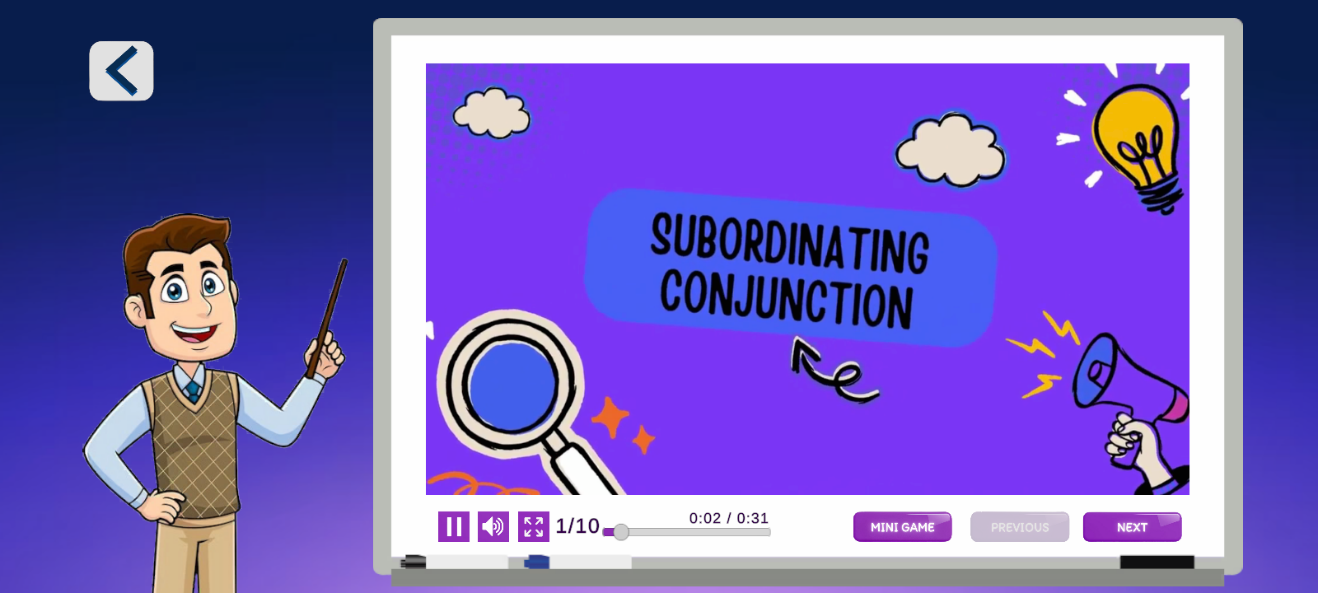 SUBORDINATING
CONJUNCTION
1/10
0:02 / 0:31
MINI GAME
PREVIOUS
NEXT